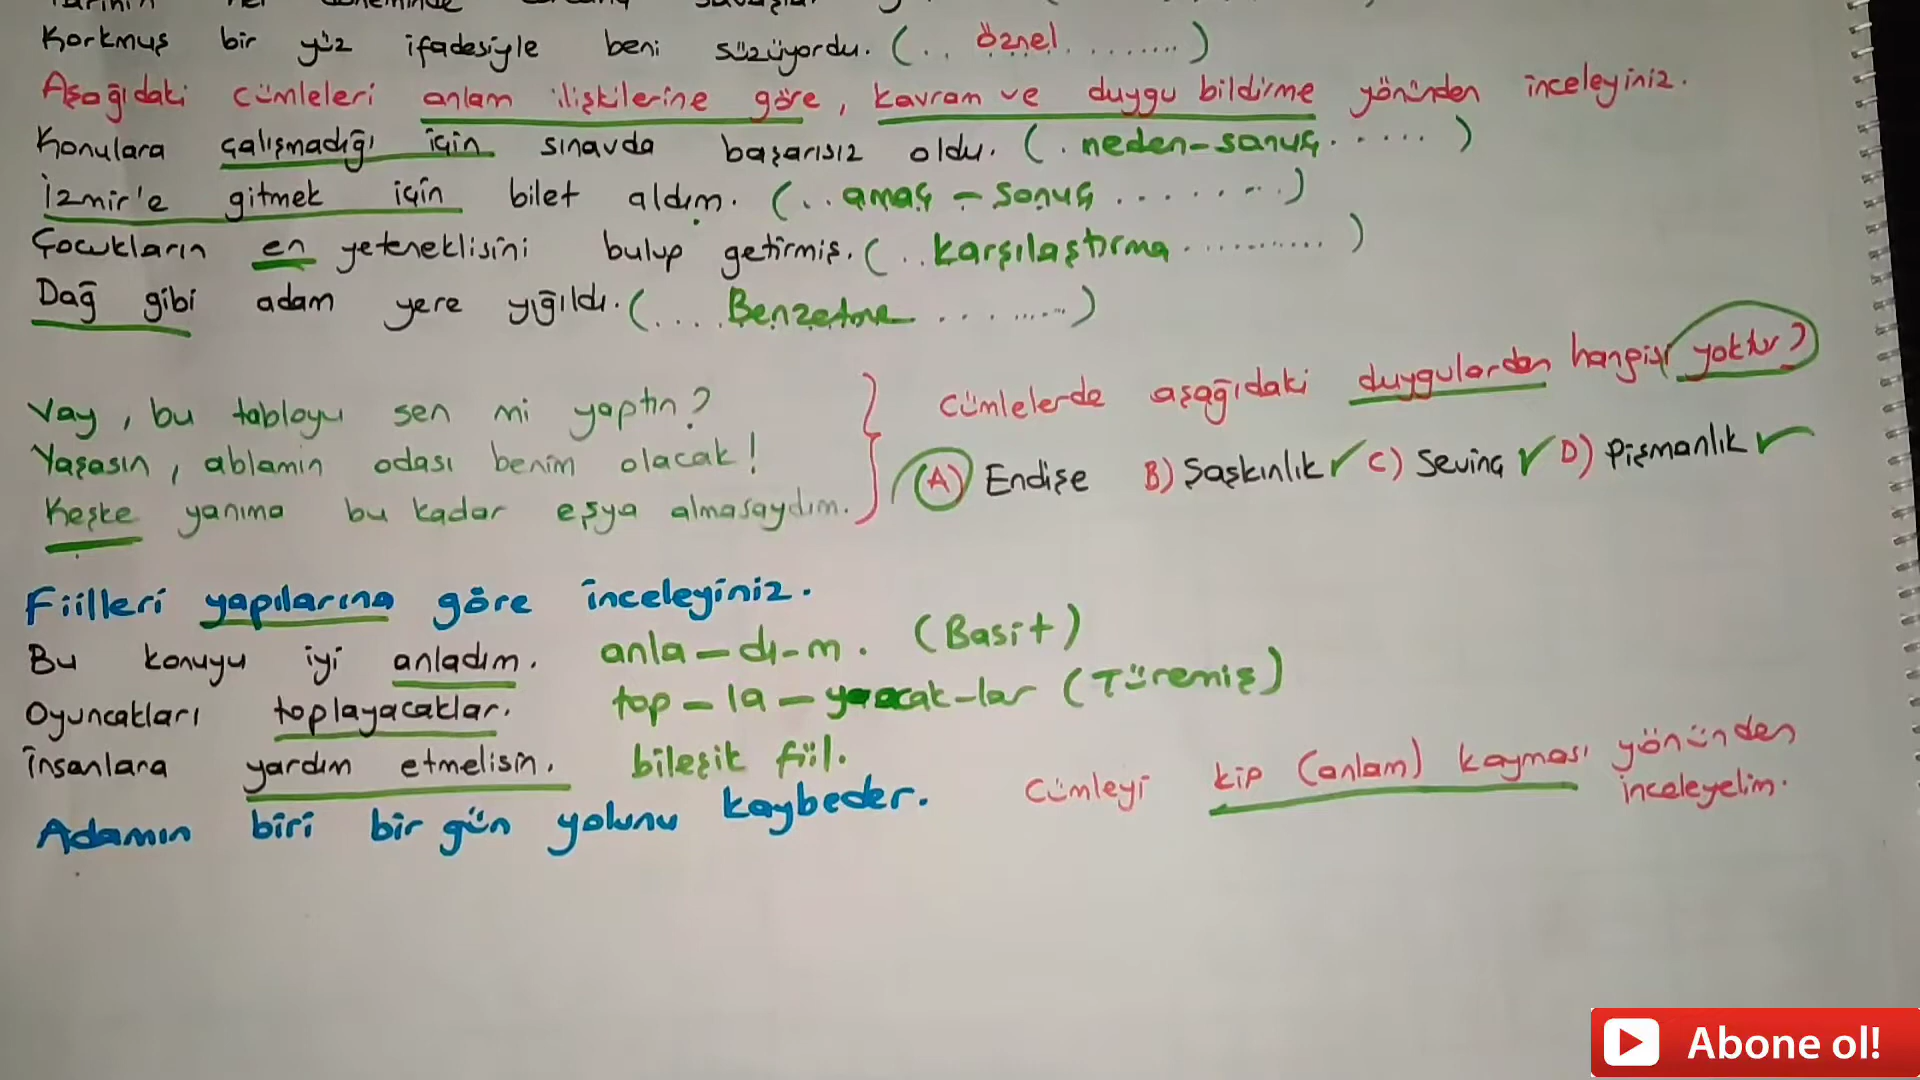 Korkmuş bir yüz ifadesiyle beni süzüyordu. (.. öznel ........)
Aşağıdaki cümleleri anlam ilişkilerine göre, kavram ve duygu bildirme yönünden inceleyiniz.
Konulara çalışmadığı için sınavda başarısız oldu. (. neden-sonuç. .....)
İzmir'e gitmek için bilet aldım. (.. amaç - sonuç ........)
Çocukların en yeteneklisini bulup getirmiş. (.. karşılaştırma ...........)
Dağ gibi adam yere yığıldı. (.... Benzetme ........)
Vay, bu tabloyu sen mi yaptın?
Yaşasın, ablamın odası benim olacak!
Keşke yanıma bu kadar eşya almasaydım.
Cümlelerde aşağıdaki duygulardan hangisi yoktur?
A) Endişe B) Şaşkınlık ✓ C) Sevinç ✓ D) Pişmanlık ✓
Fiilleri yapılarına göre inceleyiniz.
Bu konuyu iyi anladım. anla-dı-m. (Basit)
Oyuncakları toplayacaklar. top-la-yacak-lar (Türemiş)
İnsanlara yardım etmelisin. bileşik fiil.
Adamın biri bir gün yolunu kaybeder.
Cümleyi kip (anlam) kayması yönünden
inceleyelim.
Abone ol!